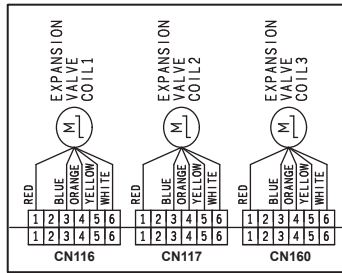 EXPANSION
VALVE
COIL1
M
RED
BLUE
ORANGE
YELLOW
WHITE
1 2 3 4 5 6
1 2 3 4 5 6
CN116
EXPANSION
VALVE
COIL2
M
RED
BLUE
ORANGE
YELLOW
WHITE
1 2 3 4 5 6
1 2 3 4 5 6
CN117
EXPANSION
VALVE
COIL3
M
RED
BLUE
ORANGE
YELLOW
WHITE
1 2 3 4 5 6
1 2 3 4 5 6
CN160